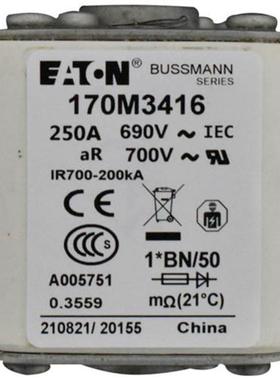 EATON® BUSSMANN
SERIES
170M3416
250A 690V ~ IEC
aR 700V ~
IR700-200kA
CE
CCC
1*BN/50
A005751
0.3559 mΩ(21°C)
210821/ 20155 China